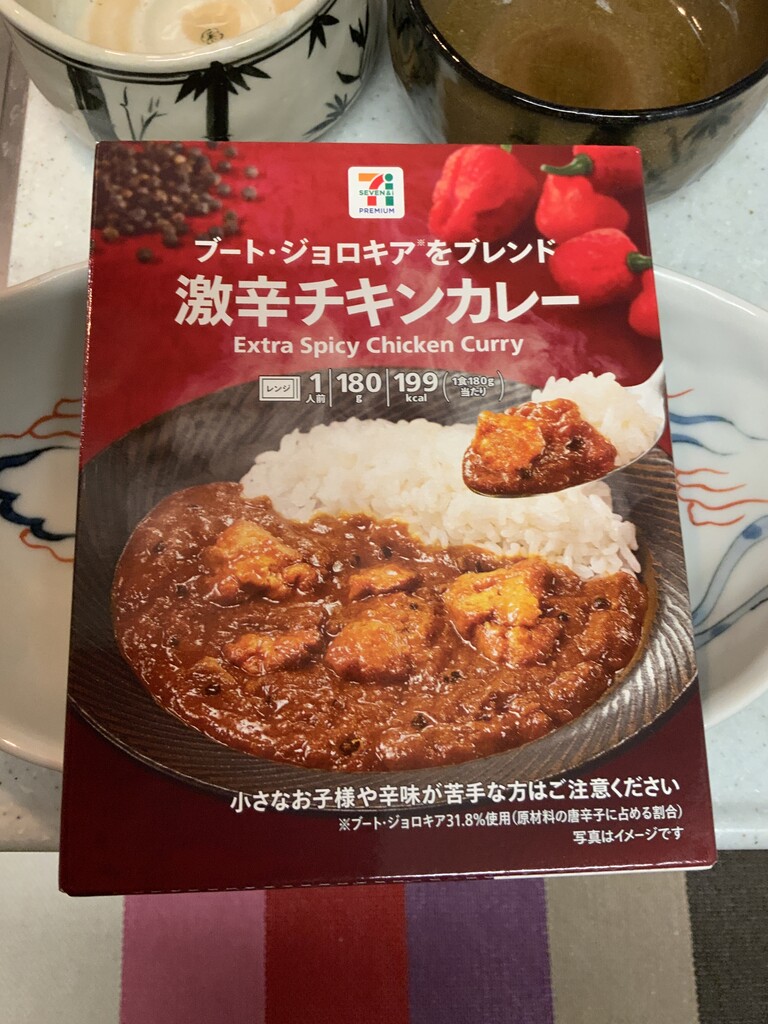 SEVEN&i
PREMIUM
ブート・ジョロキア※をブレンド
激辛チキンカレー
Extra Spicy Chicken Curry
レンジ 1人前 180g 199kcal (1食180g当たり)
小さなお子様や辛味が苦手な方はご注意ください
※ブート・ジョロキア31.8%使用(原材料の唐辛子に占める割合)
写真はイメージです